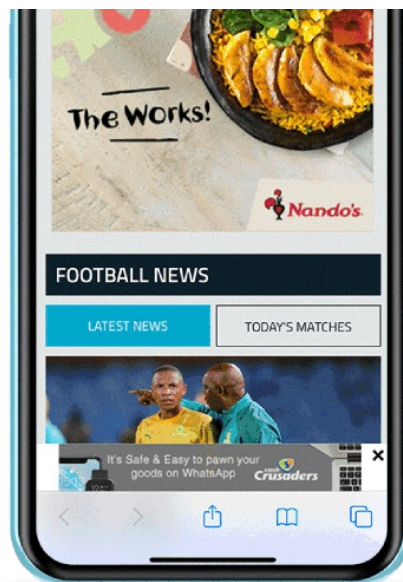 The Works!
Nando's
FOOTBALL NEWS
LATEST NEWS
TODAY'S MATCHES
It's Safe & Easy to pawn your
goods on WhatsApp
cash
Crusaders